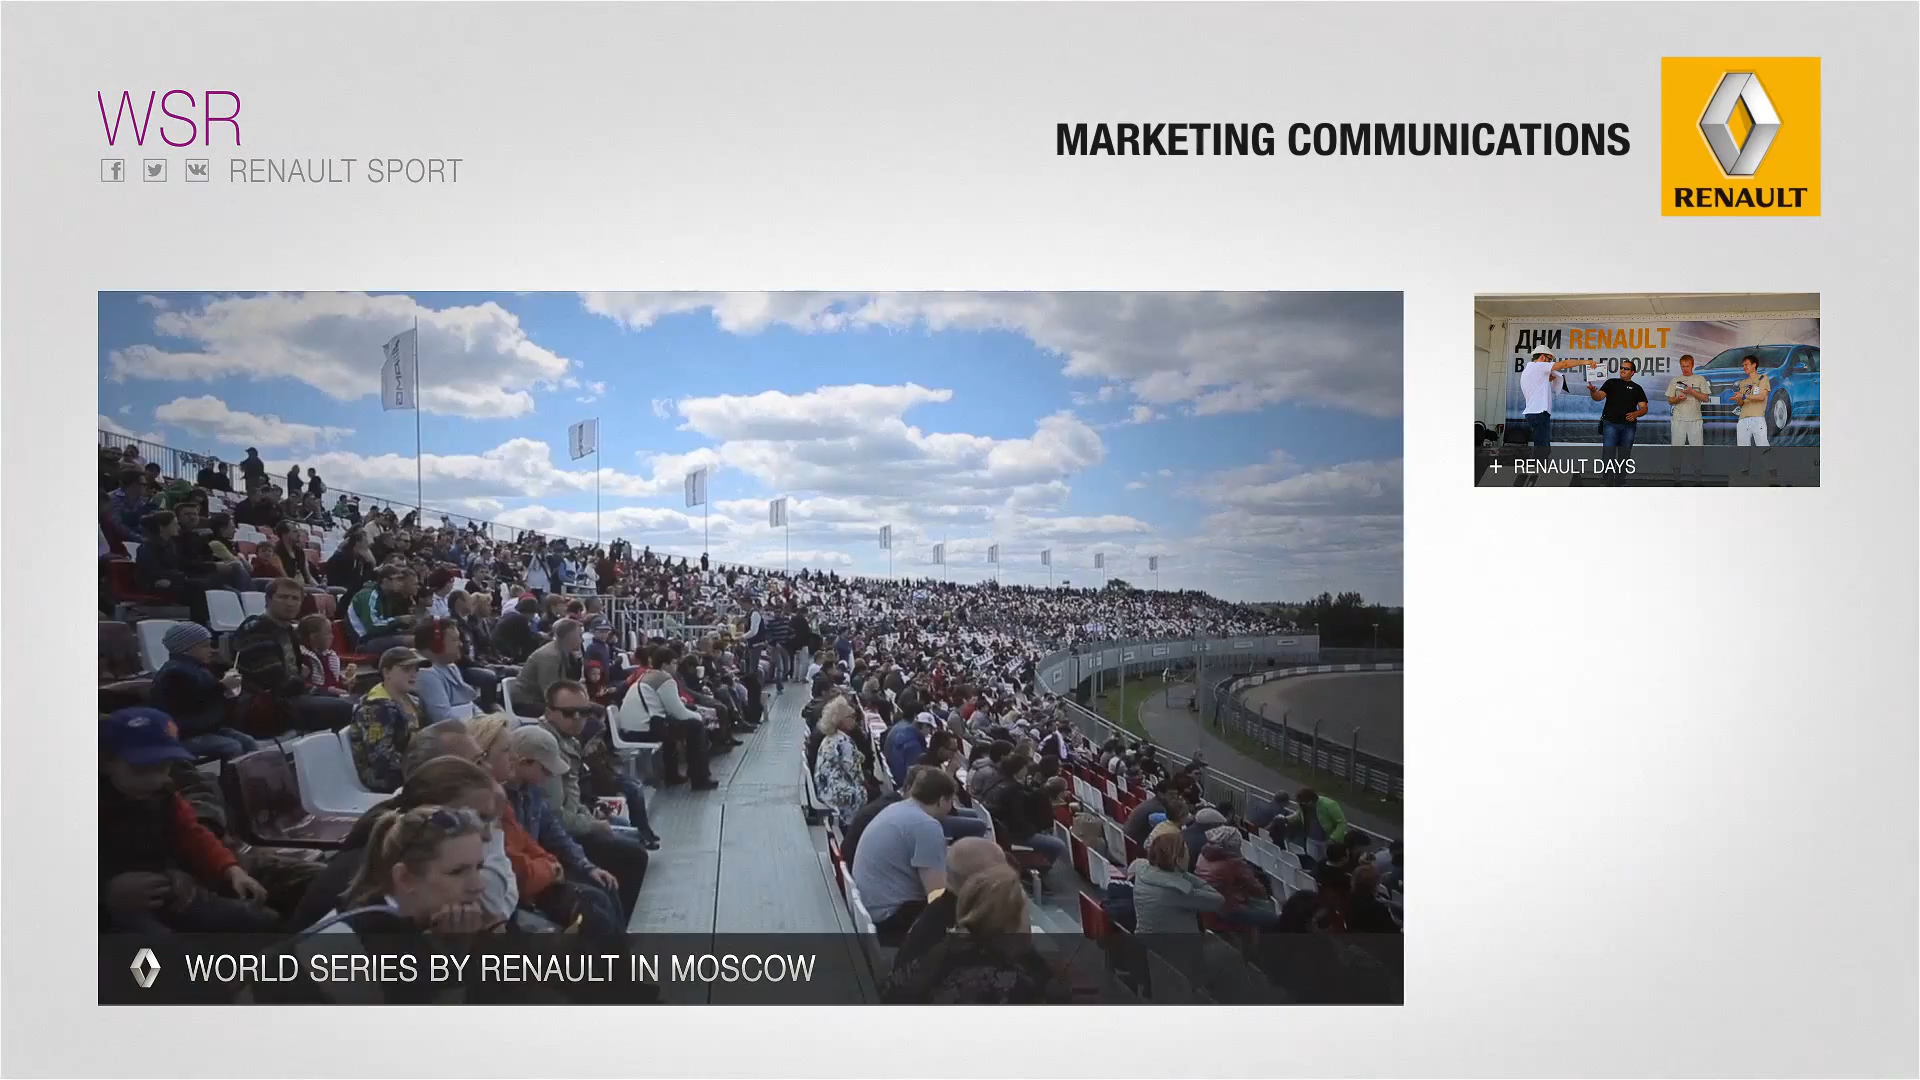 WSR
RENAULT SPORT
MARKETING COMMUNICATIONS
RENAULT
ДНИ RENAULT
+ RENAULT DAYS
WORLD SERIES BY RENAULT IN MOSCOW